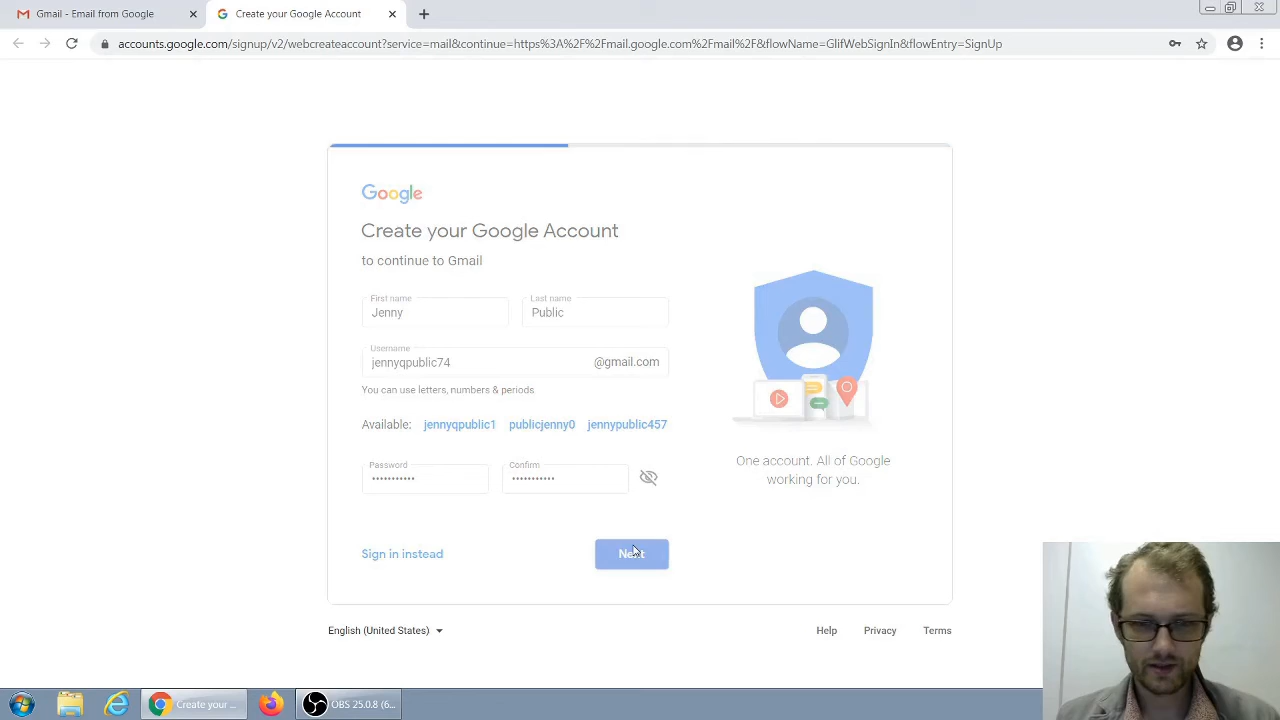 Gmail - Email from Google
Create your Google Account
accounts.google.com/signup/v2/webcreateaccount?service=mail&continue=https%3A%2F%2Fmail.google.com%2Fmail%2F&flowName=GlifWebSignIn&flowEntry=SignUp
Google
Create your Google Account
to continue to Gmail
First name
Last name
Jenny
Public
Username
jennyqpublic74
@gmail.com
You can use letters, numbers & periods
Available: jennyqpublic1 publicjenny0 jennypublic457
Password
Confirm
One account. All of Google
working for you.
Sign in instead
Next
English (United States)
Help
Privacy
Terms
Create your ...
OBS 25.0.8 (6...